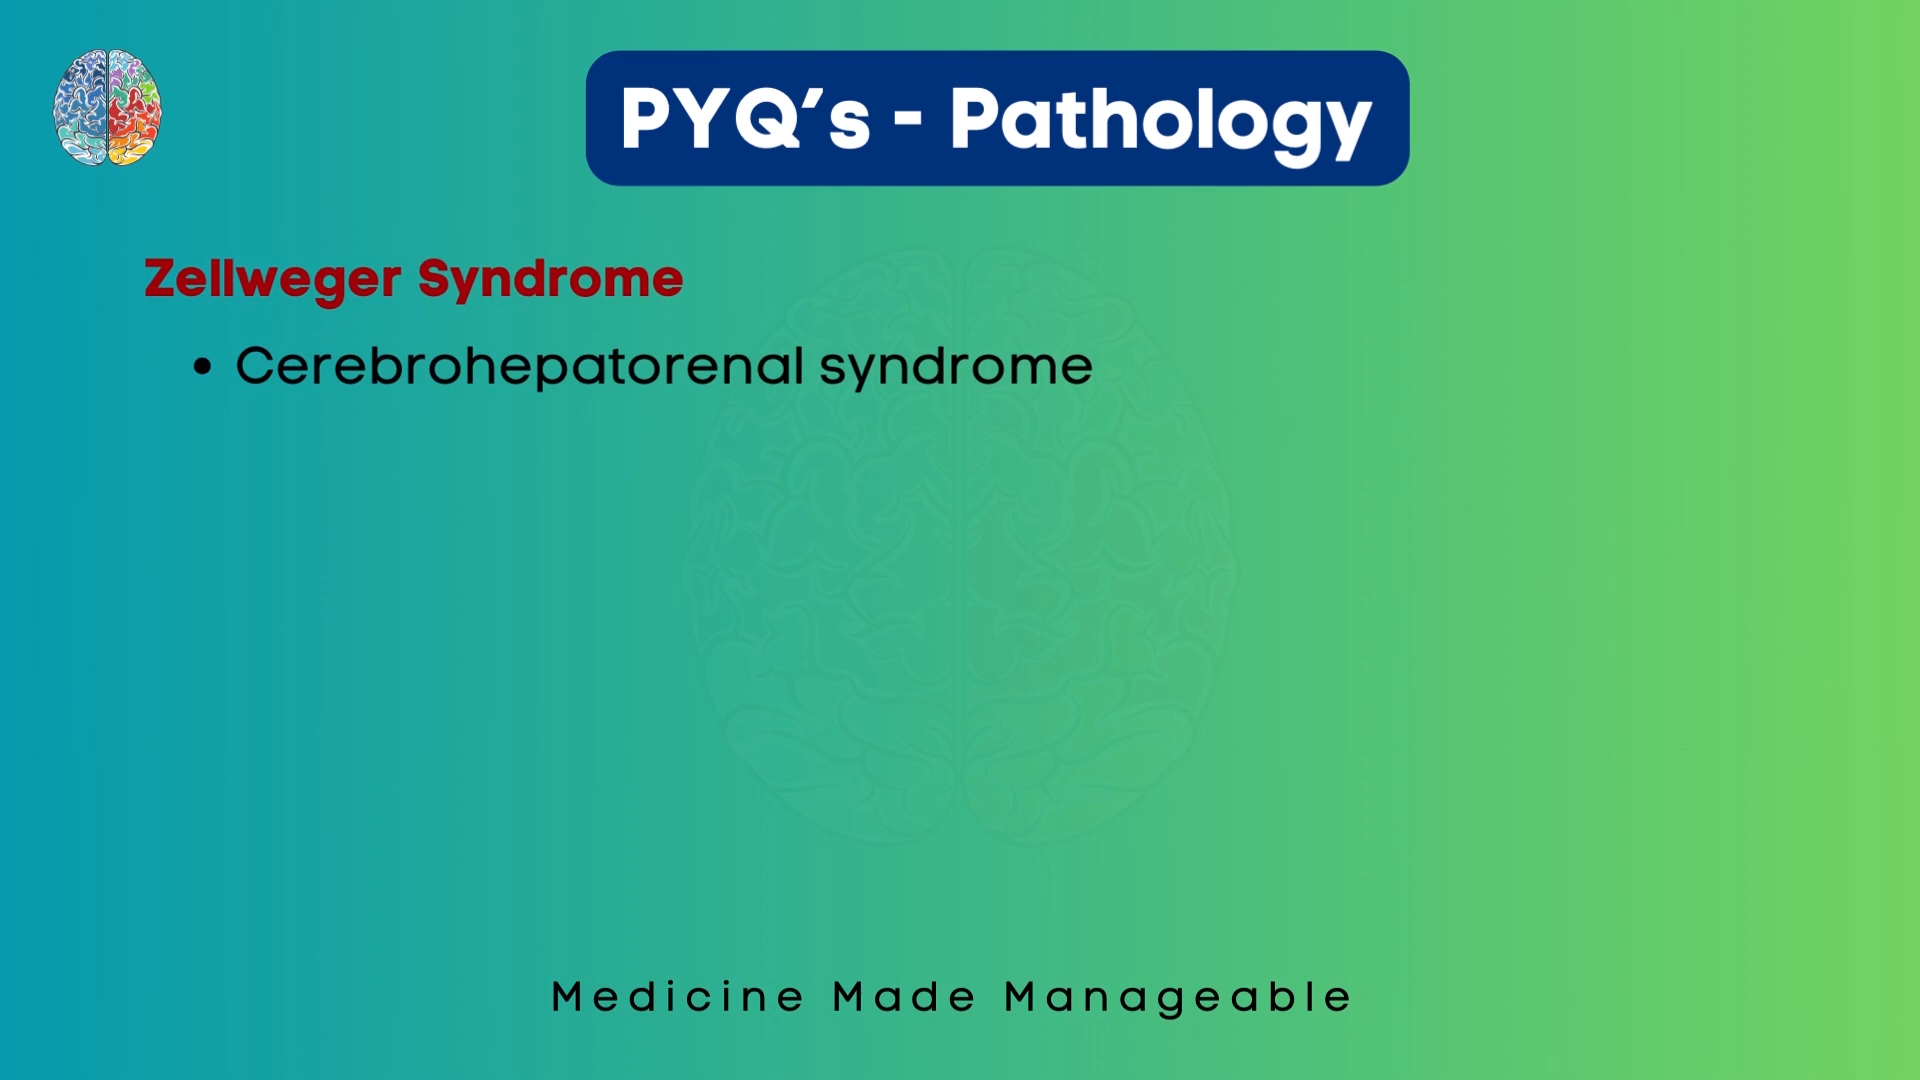 PYQ’s - Pathology
Zellweger Syndrome
• Cerebrohepatorenal syndrome
Medicine Made Manageable